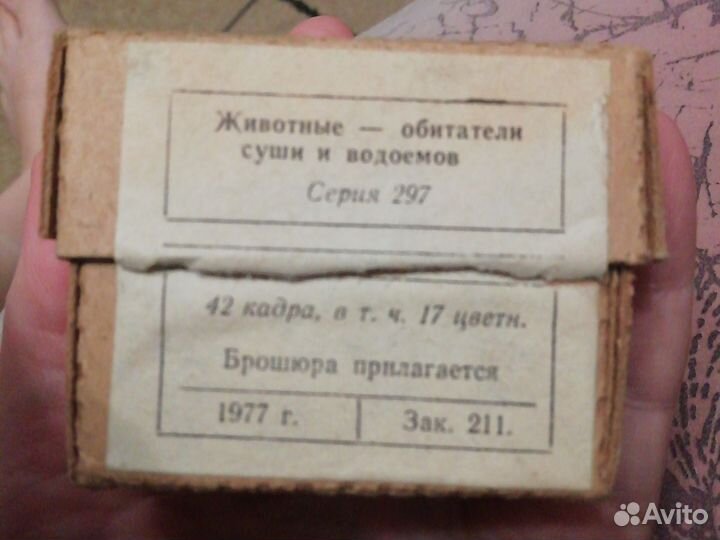 Животные — обитатели
суши и водоемов
Серия 297
42 кадра, в т. ч. 17 цветн.
Брошюра прилагается
1977 г.
Зак. 211.
Avito